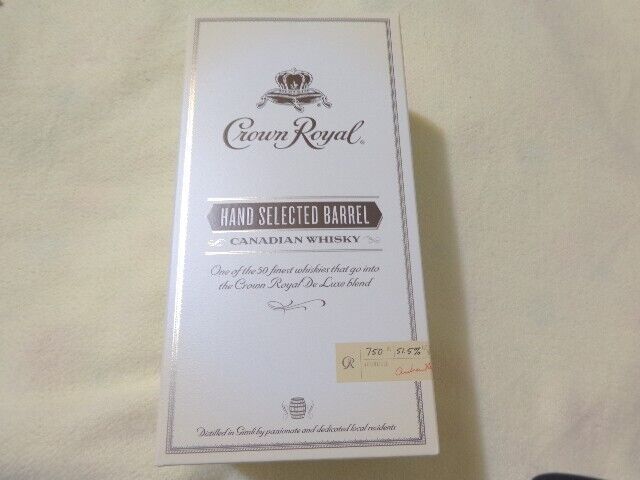 Crown Royal®
HAND SELECTED BARREL
CANADIAN WHISKY
One of the 50 finest whiskies that go into
the Crown Royal De Luxe blend
CR 750 51.5%
Distilled in Gimli by passionate and dedicated local residents